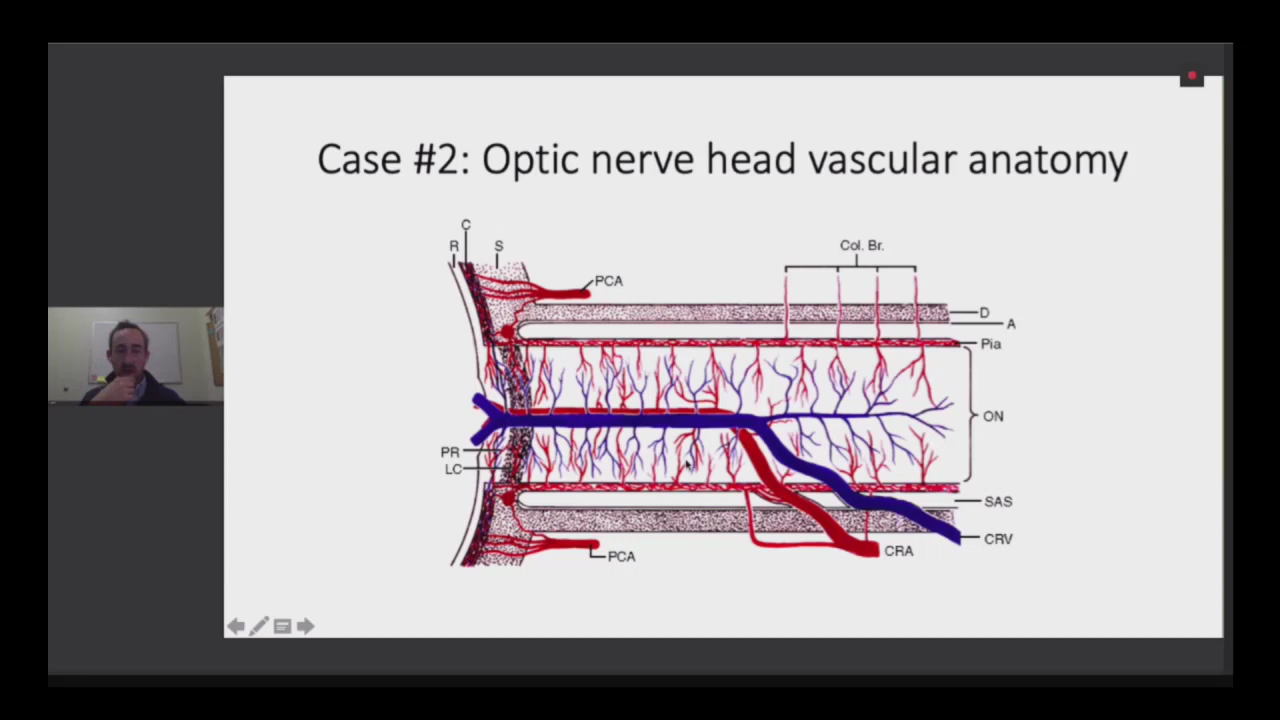 Case #2: Optic nerve head vascular anatomy
C
R
S
Col. Br.
PCA
D
A
Pia
ON
PR
LC
SAS
CRV
CRA
PCA